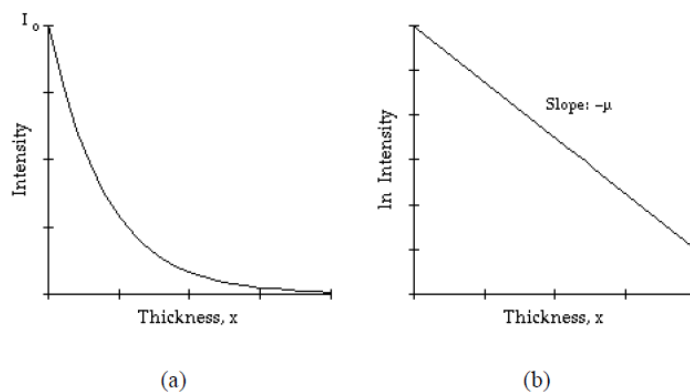 I o
Intensity
Thickness, x
(a)
ln Intensity
Slope: –μ
Thickness, x
(b)